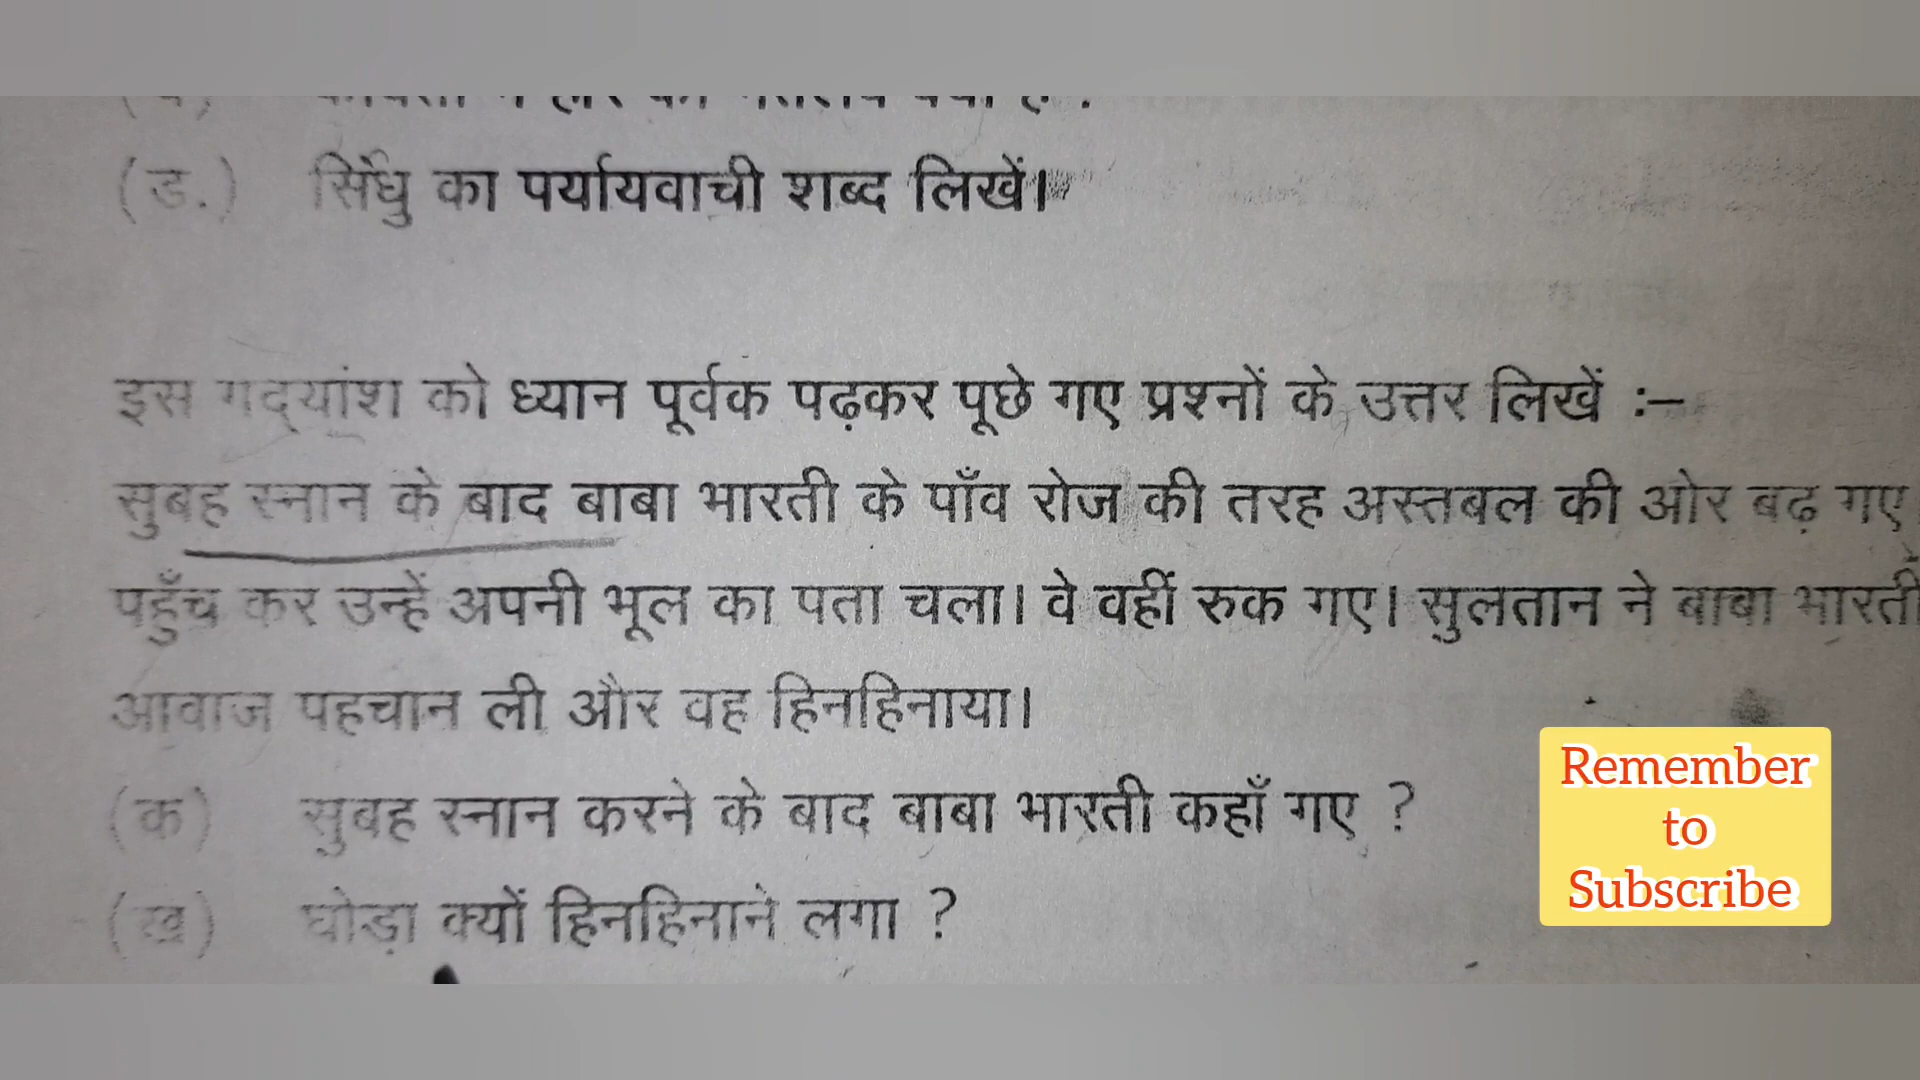 (ड.) सिंधु का पर्यायवाची शब्द लिखें।
इस गद्यांश को ध्यान पूर्वक पढ़कर पूछे गए प्रश्नों के उत्तर लिखें :–
सुबह स्नान के बाद बाबा भारती के पाँव रोज की तरह अस्तबल की ओर बढ़ गए
पहुँच कर उन्हें अपनी भूल का पता चला। वे वहीं रुक गए। सुलतान ने बाबा भारती
आवाज पहचान ली और वह हिनहिनाया।
(क) सुबह स्नान करने के बाद बाबा भारती कहाँ गए ?
(ख) घोड़ा क्यों हिनहिनाने लगा ?
Remember
to
Subscribe